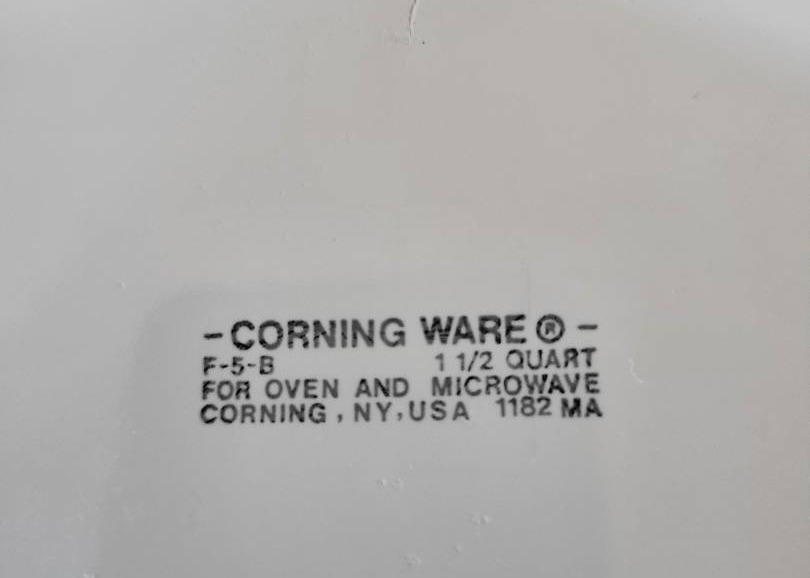 -CORNING WARE ® -
F-5-B 1 1/2 QUART
FOR OVEN AND MICROWAVE
CORNING, NY, USA 1182 MA